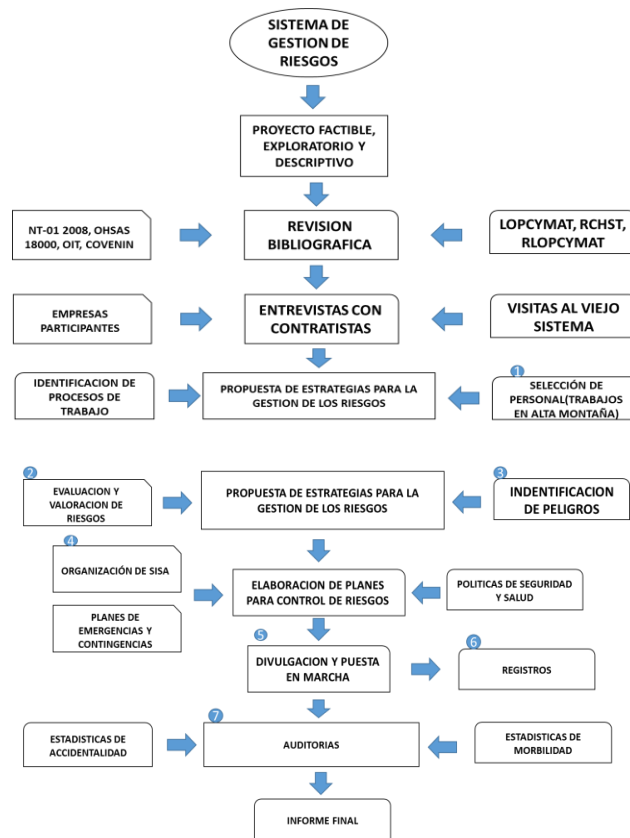 SISTEMA DE
GESTION DE
RIESGOS
PROYECTO FACTIBLE,
EXPLORATORIO Y
DESCRIPTIVO
NT-01 2008, OHSAS
18000, OIT, COVENIN
REVISION
BIBLIOGRAFICA
LOPCYMAT, RCHST,
RLOPCYMAT
EMPRESAS
PARTICIPANTES
ENTREVISTAS CON
CONTRATISTAS
VISITAS AL VIEJO
SISTEMA
IDENTIFICACION DE
PROCESOS DE
TRABAJO
PROPUESTA DE ESTRATEGIAS PARA LA
GESTION DE LOS RIESGOS
1
SELECCIÓN DE
PERSONAL(TRABAJOS
EN ALTA MONTAÑA)
2
EVALUACION Y
VALORACION DE
RIESGOS
PROPUESTA DE ESTRATEGIAS PARA LA
GESTION DE LOS RIESGOS
3
INDENTIFICACION
DE PELIGROS
4
ORGANIZACIÓN DE SISA
PLANES DE
EMERGENCIAS Y
CONTINGENCIAS
ELABORACION DE PLANES
PARA CONTROL DE RIESGOS
POLITICAS DE SEGURIDAD
Y SALUD
5
DIVULGACION Y PUESTA
EN MARCHA
6
REGISTROS
ESTADISTICAS DE
ACCIDENTALIDAD
7
AUDITORIAS
ESTADISTICAS DE
MORBILIDAD
INFORME FINAL